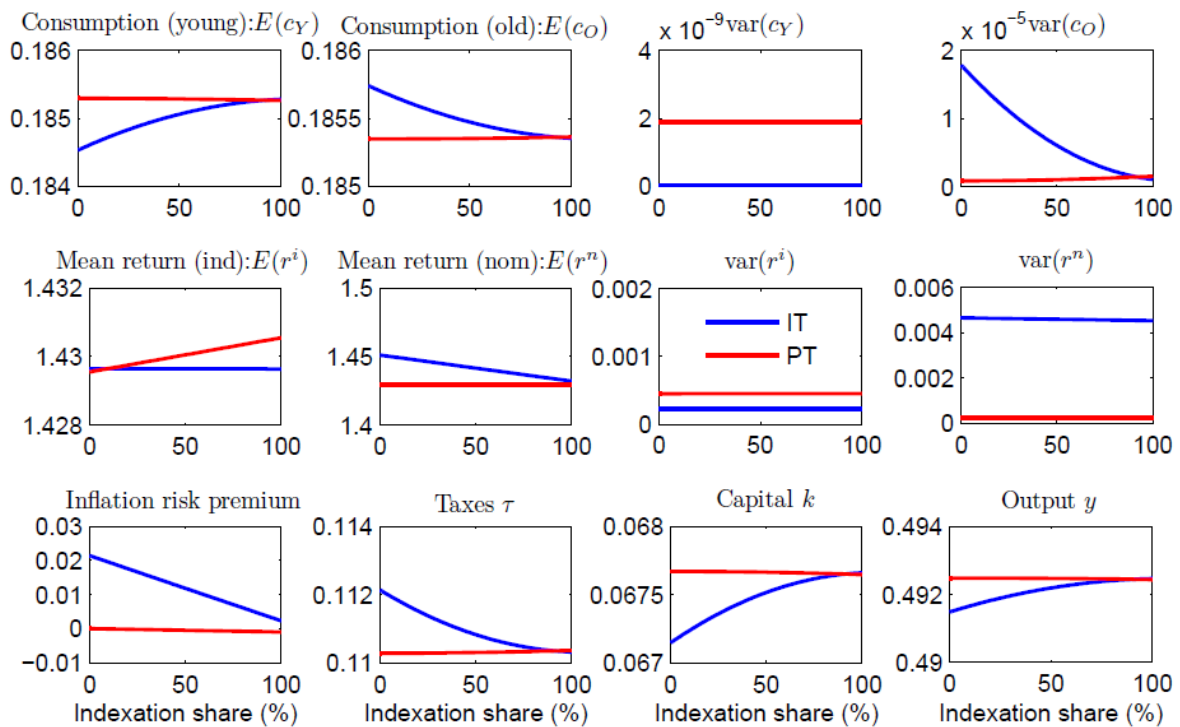 Consumption (young):E(c_Y) Consumption (old):E(c_O) x 10^−9 var(c_Y) x 10^−5 var(c_O)
0.186 0.186 4 2
0.185 0.1855 2 1
0.184 0.185 0 0
0 50 100 0 50 100 0 50 100 0 50 100
Mean return (ind):E(r^i) Mean return (nom):E(r^n) var(r^i) var(r^n)
1.432 1.5 0.002 0.006
IT
1.43 1.45 0.001 0.004
PT
0.002
1.428 1.4 0 0
0 50 100 0 50 100 0 50 100 0 50 100
Inflation risk premium Taxes τ Capital k Output y
0.03 0.114 0.068 0.494
0.02
0.01 0.112 0.0675 0.492
0
−0.01 0.11 0.067 0.49
0 50 100 0 50 100 0 50 100 0 50 100
Indexation share (%) Indexation share (%) Indexation share (%) Indexation share (%)